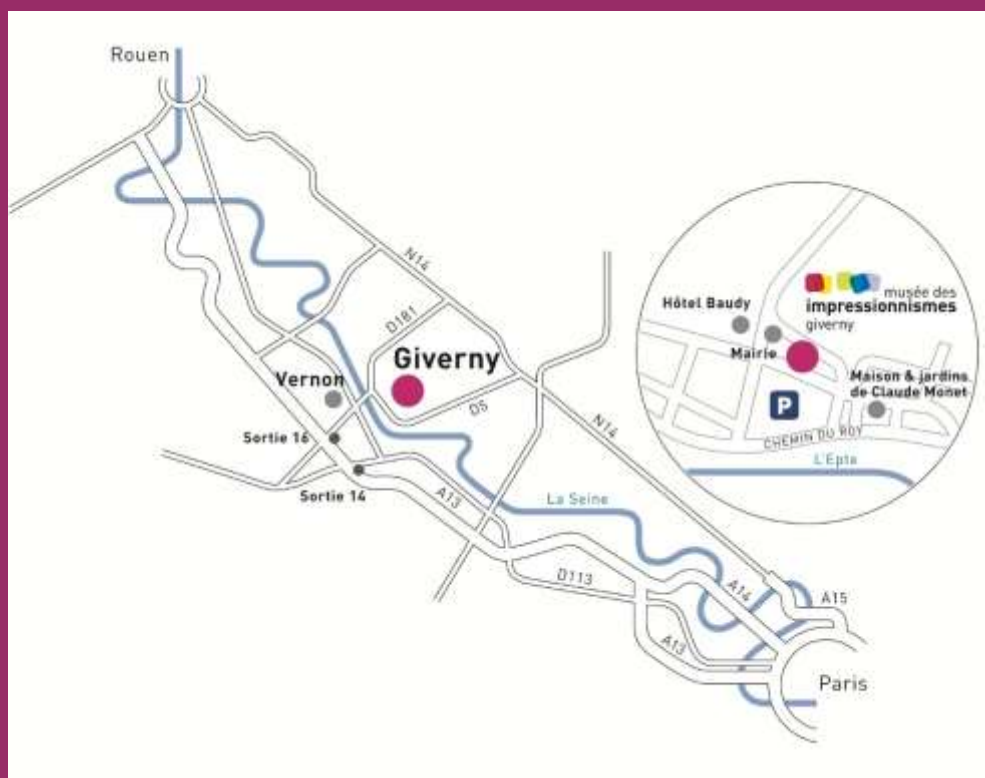 Rouen
N14
D181
Giverny
Vernon
D5
Sortie 16
N14
Sortie 14
A13
La Seine
D113
A14
A15
A13
Paris
musée des
impressionnismes
giverny
Hôtel Baudy
Mairie
Maison & jardins
de Claude Monet
P
CHEMIN DU ROY
L'Epte